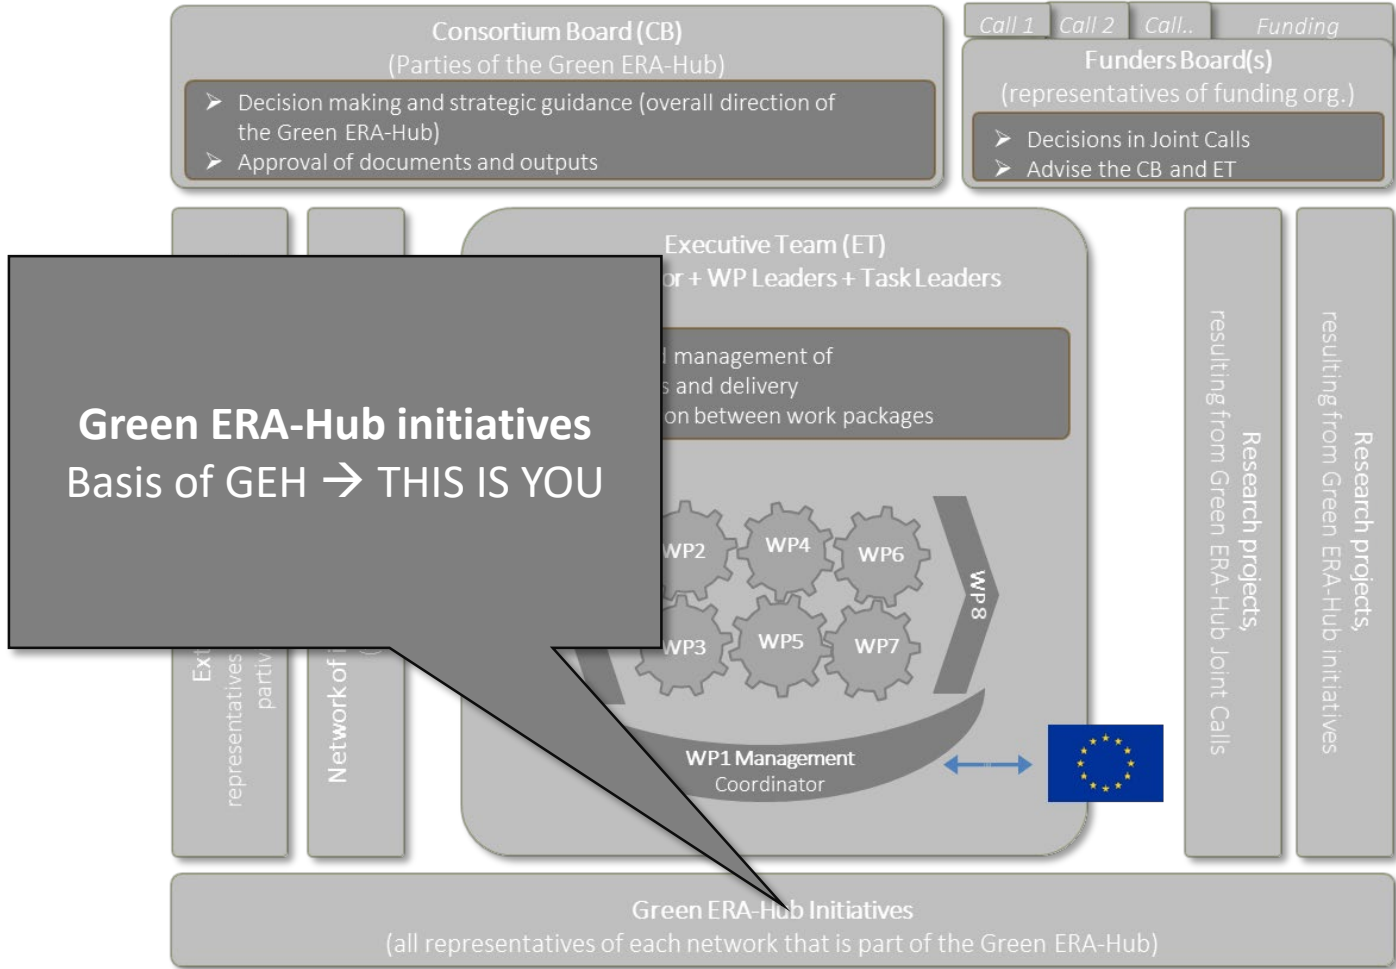 Consortium Board (CB)
(Parties of the Green ERA-Hub)
➢ Decision making and strategic guidance (overall direction of
the Green ERA-Hub)
➢ Approval of documents and outputs
Call 1 Call 2 Call.. Funding
Funders Board(s)
(representatives of funding org.)
➢ Decisions in Joint Calls
➢ Advise the CB and ET
Executive Team (ET)
+ WP Leaders + Task Leaders
management of
and delivery
between work packages
Green ERA-Hub initiatives
Basis of GEH → THIS IS YOU
WP2
WP4
WP6
WP3
WP5
WP7
WP 8
WP1 Management
Coordinator
representatives
Network of
Research projects,
resulting from Green ERA-Hub Joint Calls
Research projects,
resulting from Green ERA-Hub initiatives
Green ERA-Hub Initiatives
(all representatives of each network that is part of the Green ERA-Hub)